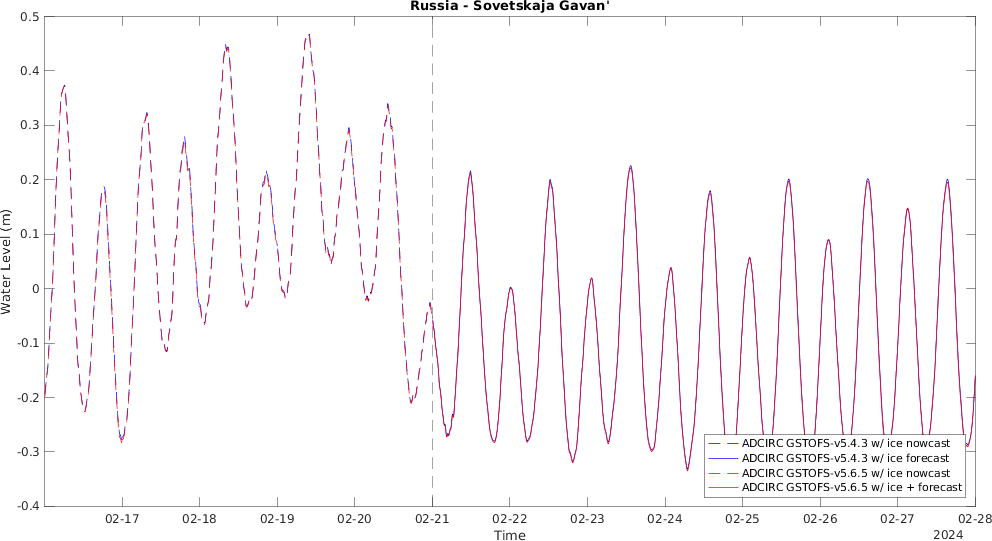 Russia - Sovetskaja Gavan'
Water Level (m)
0.5
0.4
0.3
0.2
0.1
0
-0.1
-0.2
-0.3
-0.4
ADCIRC GSTOFS-v5.4.3 w/ ice nowcast
ADCIRC GSTOFS-v5.4.3 w/ ice forecast
ADCIRC GSTOFS-v5.6.5 w/ ice nowcast
ADCIRC GSTOFS-v5.6.5 w/ ice + forecast
02-17 02-18 02-19 02-20 02-21 02-22 02-23 02-24 02-25 02-26 02-27 02-28
Time
2024